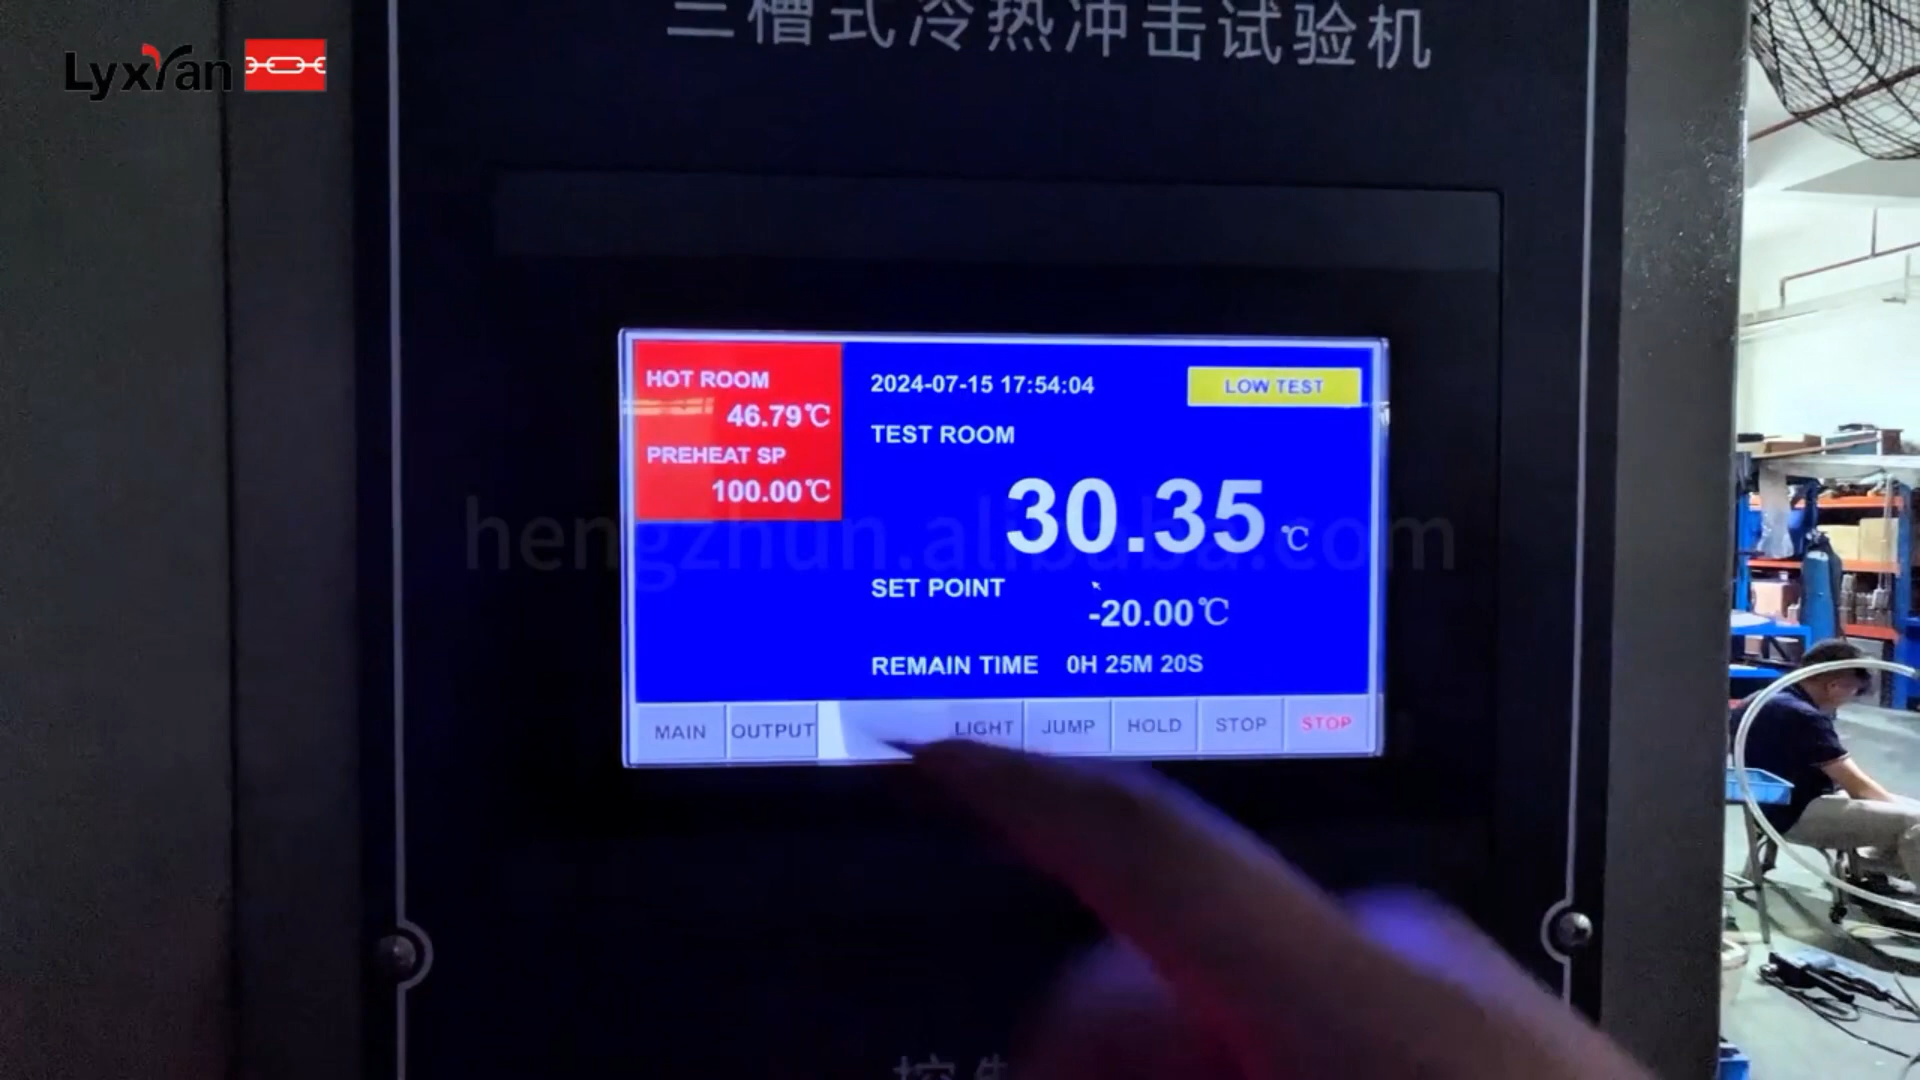 三槽式冷热冲击试验机
Lyxyan
HOT ROOM
46.79℃
PREHEAT SP
100.00℃
2024-07-15 17:54:04
LOW TEST
TEST ROOM
30.35 ℃
SET POINT
-20.00℃
REMAIN TIME 0H 25M 20S
MAIN OUTPUT LIGHT JUMP HOLD STOP STOP
hengzhun.alibaba.com